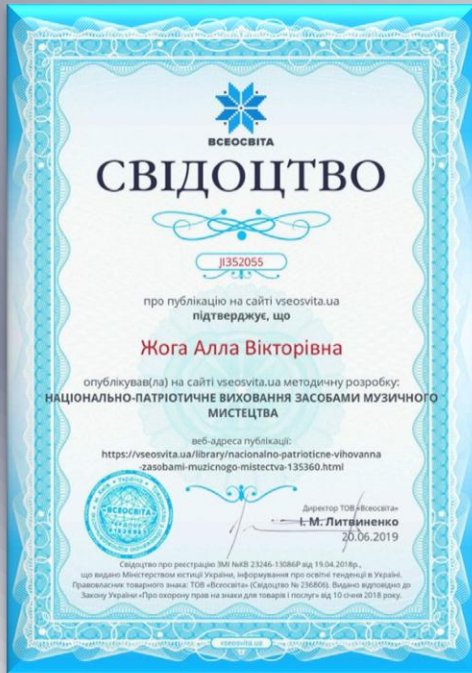 ВСЕОСВІТА
СВІДОЦТВО
JI352055
про публікацію на сайті vseosvita.ua
підтверджує, що
Жога Алла Вікторівна
опублікував(ла) на сайті vseosvita.ua методичну розробку:
НАЦІОНАЛЬНО-ПАТРІОТИЧНЕ ВИХОВАННЯ ЗАСОБАМИ МУЗИЧНОГО
МИСТЕЦТВА
веб-адреса публікації:
https://vseosvita.ua/library/nacionalno-patrioticne-vihovanna
-zasobami-muzicnogo-mistectva-135360.html
ВСЕОСВІТА
Директор ТОВ «Всеосвіта»
І. М. Литвиненко
20.06.2019
Свідоцтво про реєстрацію ЗМІ №КВ 23246-13086Р від 19.04.2018р.,
що видано Міністерством юстиції України, інформування про освітні тенденції в Україні.
Правовласник товарного знака: ТОВ «Всеосвіта» (Свідоцтво № 236806). Видано відповідно до
Закону України «Про охорону прав на знаки для товарів і послуг» від 10 січня 2018 року.
vseosvita.ua